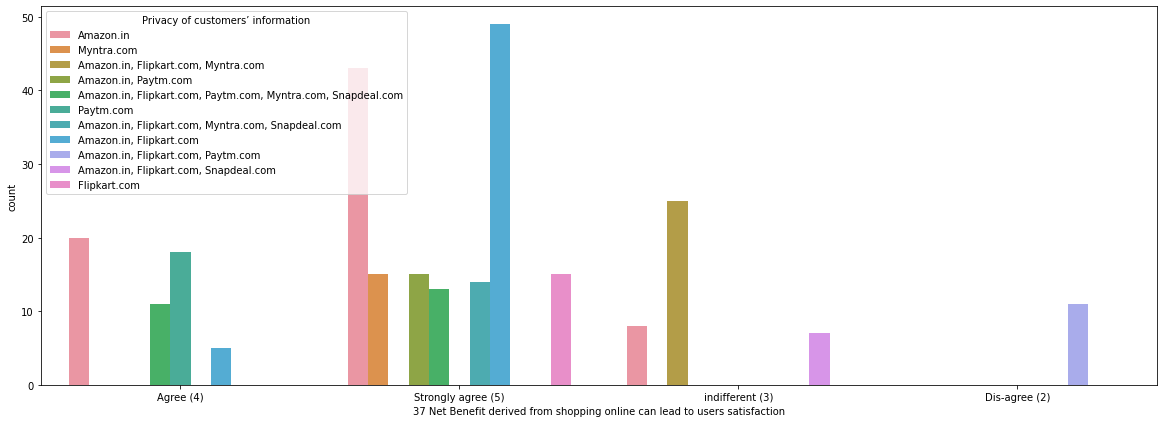 Privacy of customers’ information
Amazon.in
Myntra.com
Amazon.in, Flipkart.com, Myntra.com
Amazon.in, Paytm.com
Amazon.in, Flipkart.com, Paytm.com, Myntra.com, Snapdeal.com
Paytm.com
Amazon.in, Flipkart.com, Myntra.com, Snapdeal.com
Amazon.in, Flipkart.com
Amazon.in, Flipkart.com, Paytm.com
Amazon.in, Flipkart.com, Snapdeal.com
Flipkart.com
50
40
30
20
10
0
count
Agree (4)
Strongly agree (5)
indifferent (3)
Dis-agree (2)
37 Net Benefit derived from shopping online can lead to users satisfaction